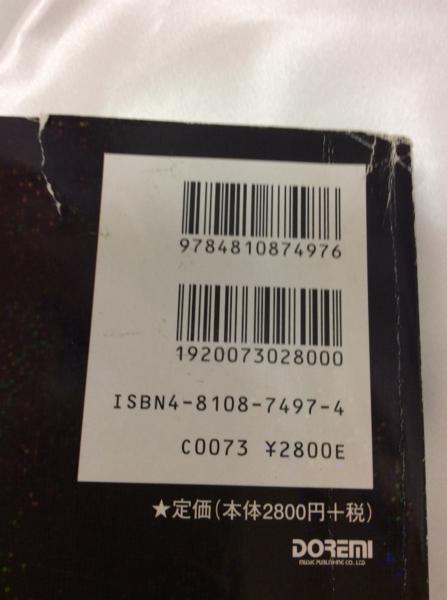 9784810874976
1920073028000
ISBN4-8108-7497-4
C0073 ¥2800E
★定価(本体2800円+税)
DOREMI
MUSIC PUBLISHING CO., LTD.